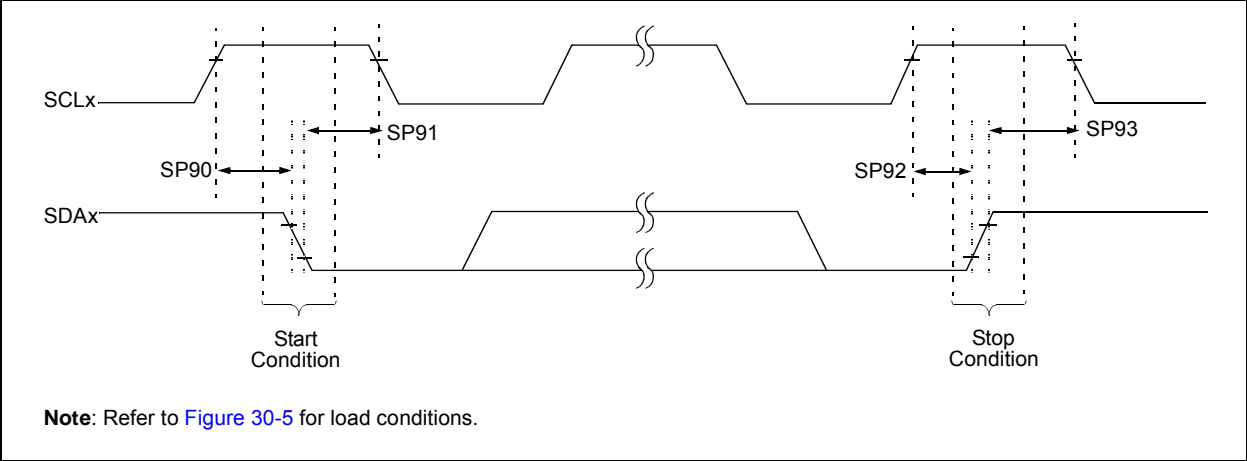 SCLx
SP91
SP93
SP90
SP92
SDAx
Start
Condition
Stop
Condition
Note: Refer to Figure 30-5 for load conditions.